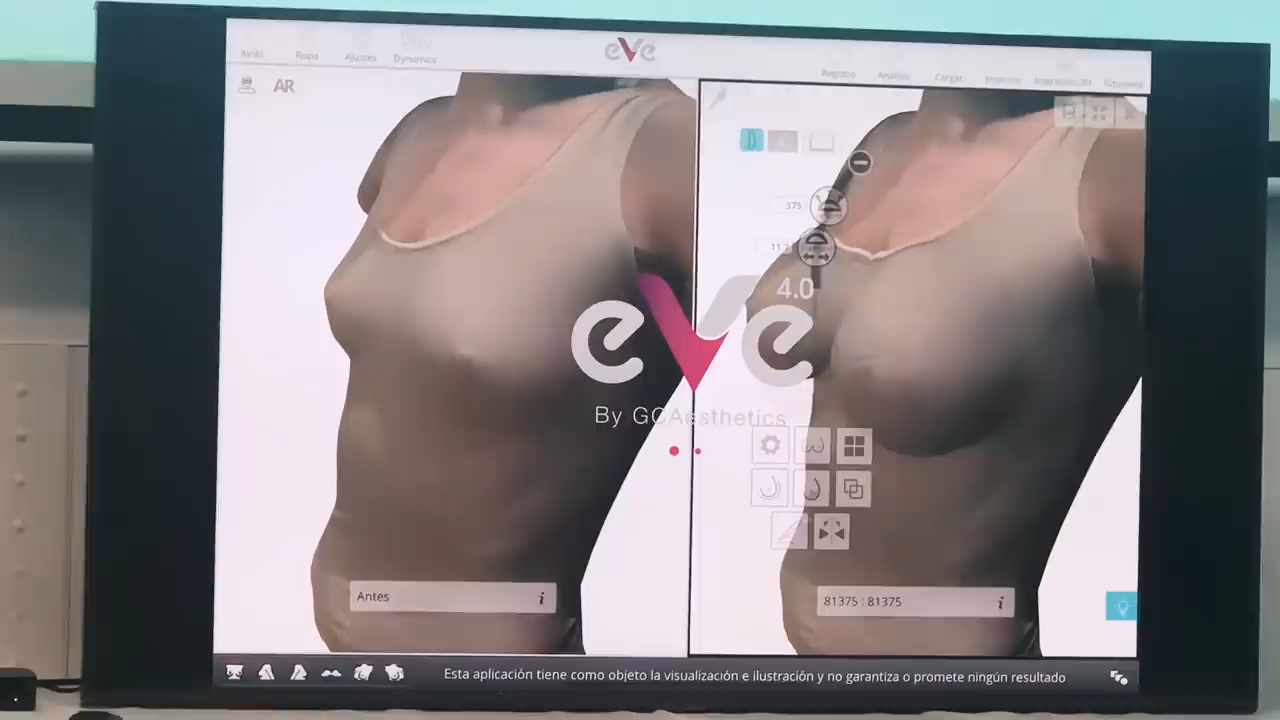 Atrás
Ropa
Ajustes
Dynamics
eve
Registro
Análisis
Cargar
Imprimir
AR
375
4.0
eve
By GCAesthetics
Antes
i
81375 : 81375
i
Esta aplicación tiene como objeto la visualización e ilustración y no garantiza o promete ningún resultado